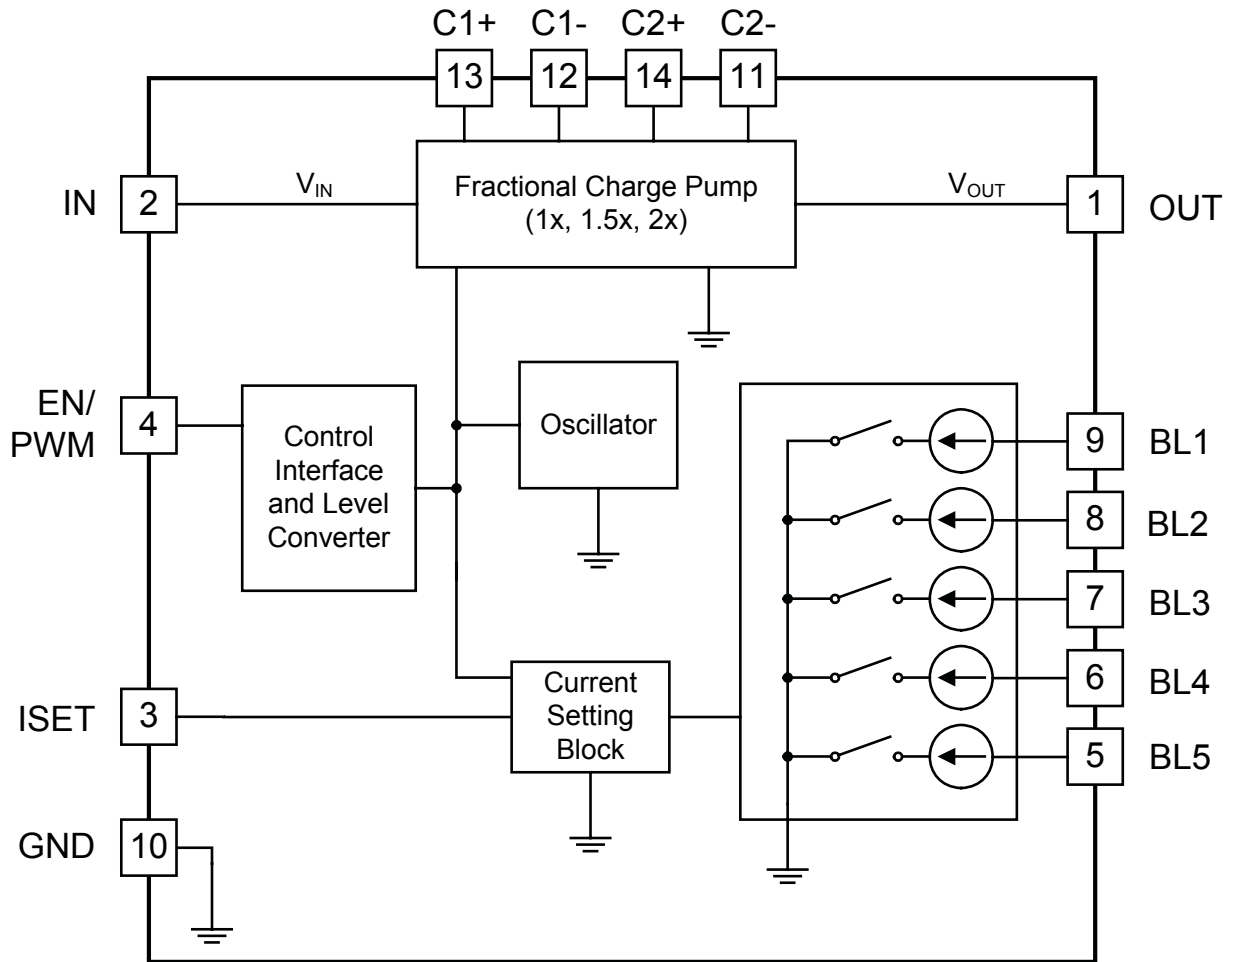 C1+ C1- C2+ C2-
13 12 14 11
IN 2 VIN Fractional Charge Pump
(1x, 1.5x, 2x) VOUT 1 OUT
EN/
PWM 4
Control
Interface
and Level
Converter
Oscillator
9 BL1
8 BL2
7 BL3
6 BL4
5 BL5
ISET 3
Current
Setting
Block
GND 10